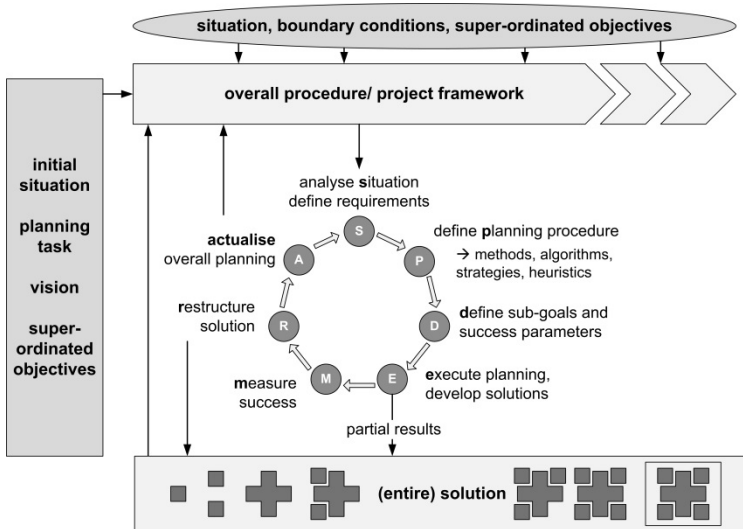 situation, boundary conditions, super-ordinated objectives
overall procedure/ project framework
initial
situation
planning
task
vision
super-
ordinated
objectives
analyse situation
define requirements
S
define planning procedure
→ methods, algorithms,
strategies, heuristics
P
define sub-goals and
success parameters
D
execute planning,
develop solutions
E
partial results
measure
success
M
restructure
solution
R
actualise
overall planning
A
(entire) solution